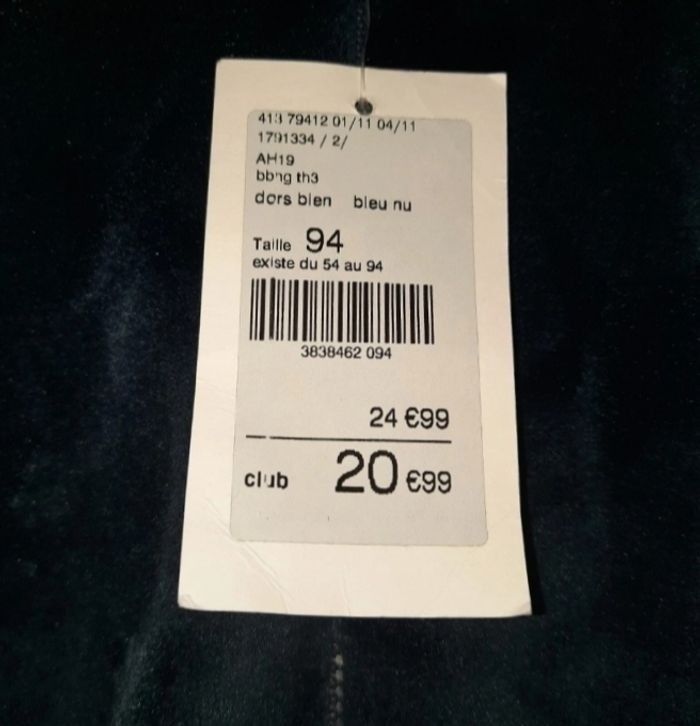 413 79412 01/11 04/11
1791334 / 2/
AH19
bbng th3
dors bien bleu nu
Taille 94
existe du 54 au 94
3838462 094
24 €99
club 20 €99